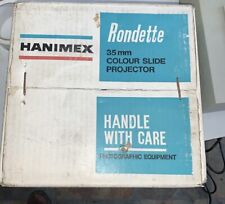 HANIMEX
Rondette
35mm
COLOUR SLIDE
PROJECTOR
HANDLE
WITH CARE
PHOTOGRAPHIC EQUIPMENT